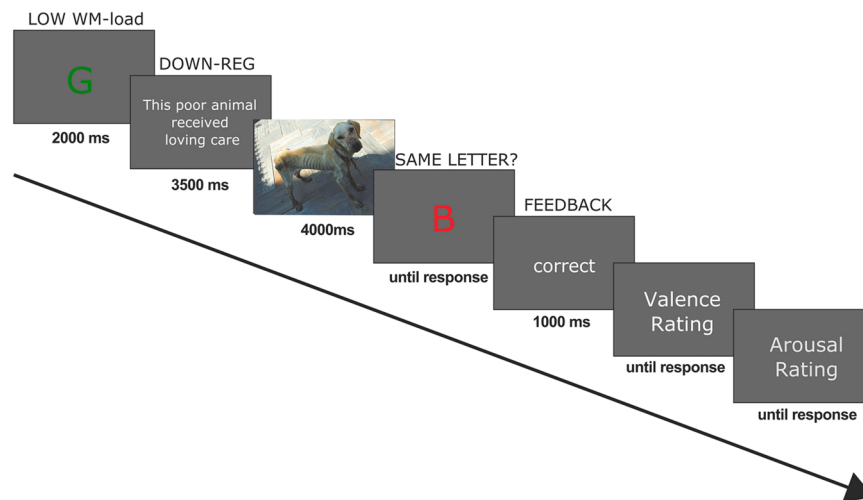 LOW WM-load
G
2000 ms
DOWN-REG
This poor animal
received
loving care
3500 ms
4000ms
SAME LETTER?
B
until response
FEEDBACK
correct
1000 ms
Valence
Rating
until response
Arousal
Rating
until response